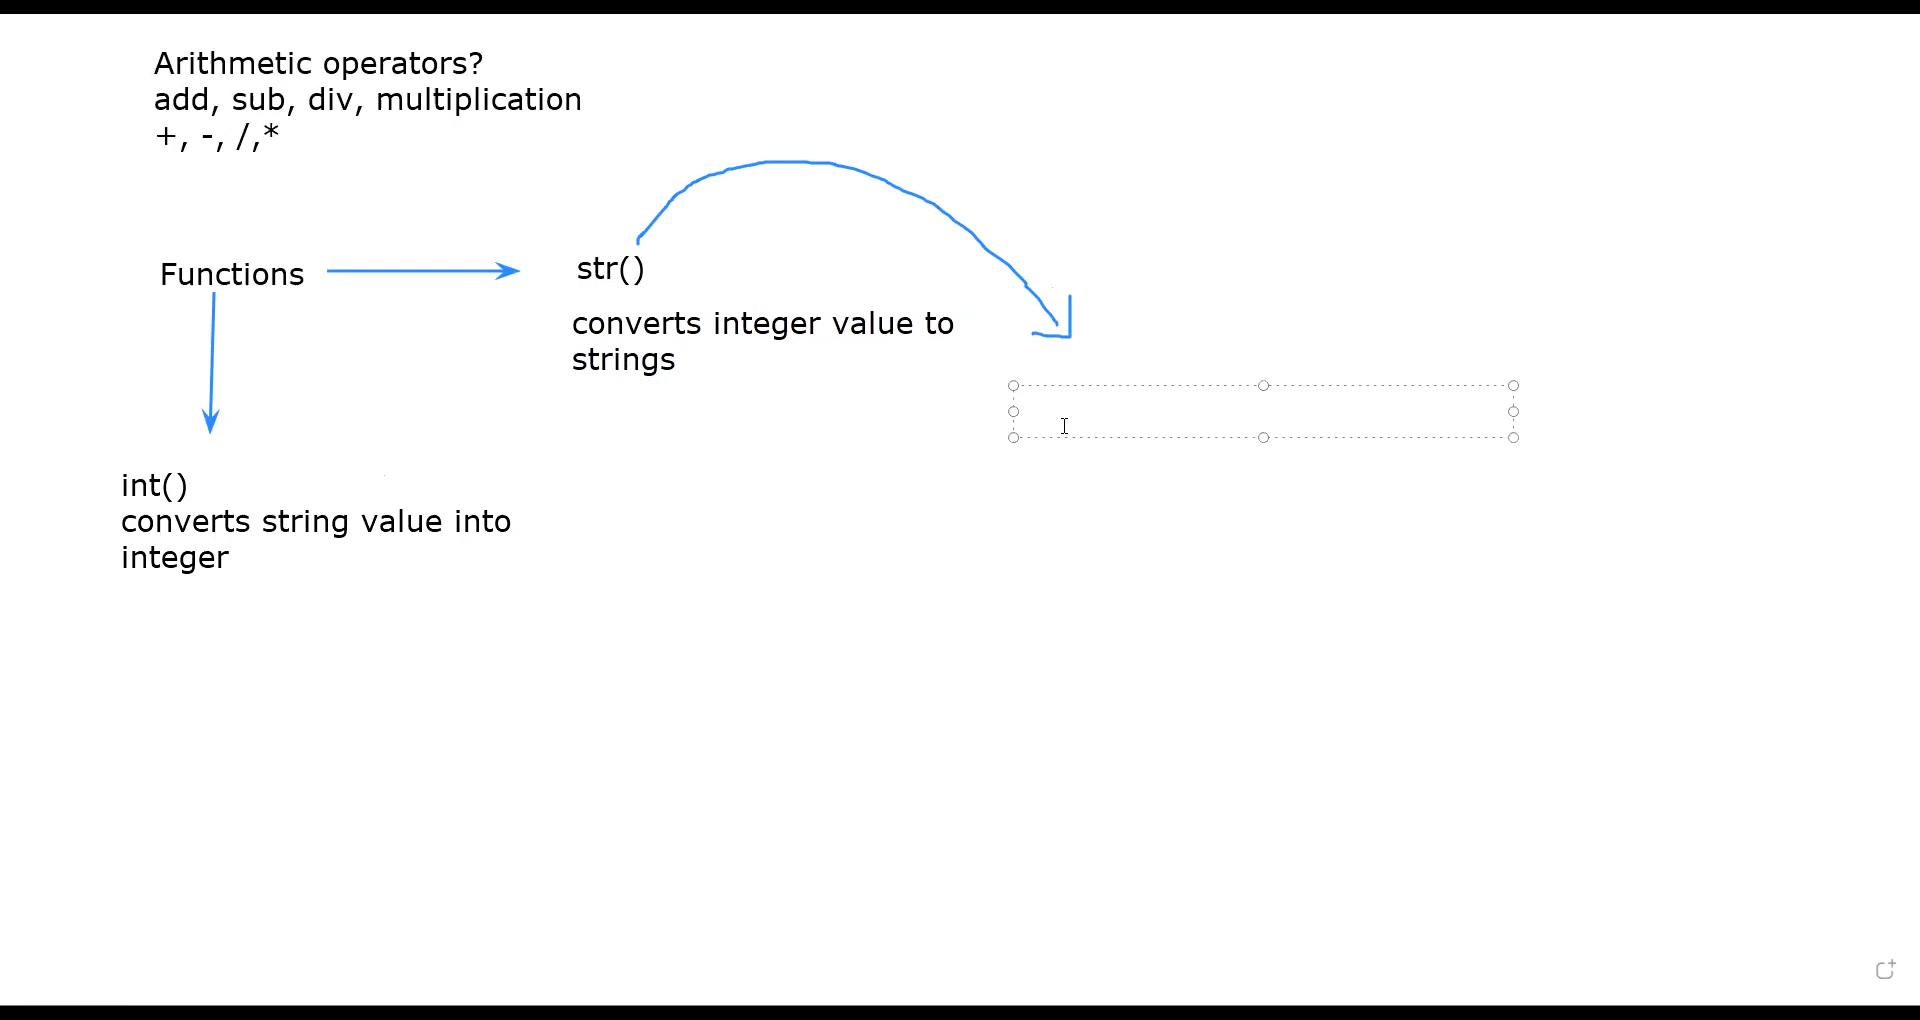 Arithmetic operators?
add, sub, div, multiplication
+, -, /,*
Functions
str()
converts integer value to
strings
int()
converts string value into
integer